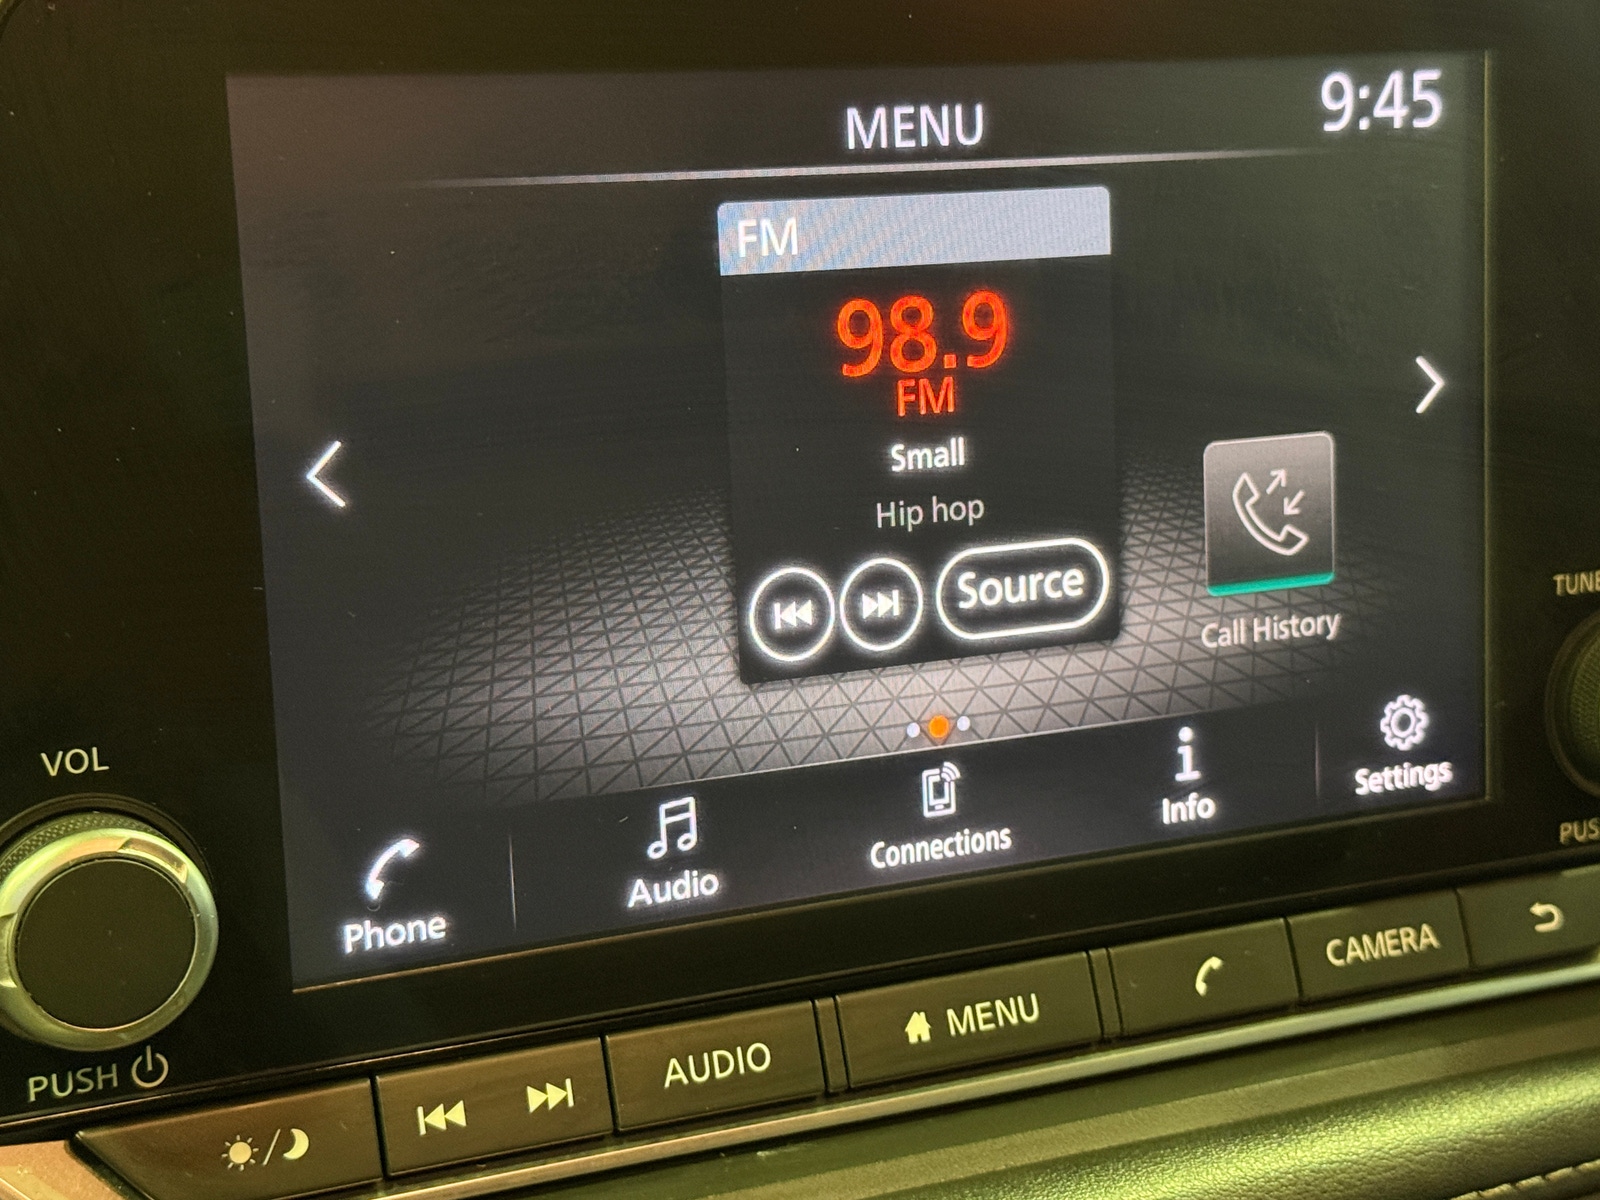 MENU
9:45
FM
98.9
FM
Small
Hip hop
Source
Call History
Phone
Audio
Connections
Info
Settings
VOL
PUSH
TUNE
PUS
AUDIO
MENU
CAMERA